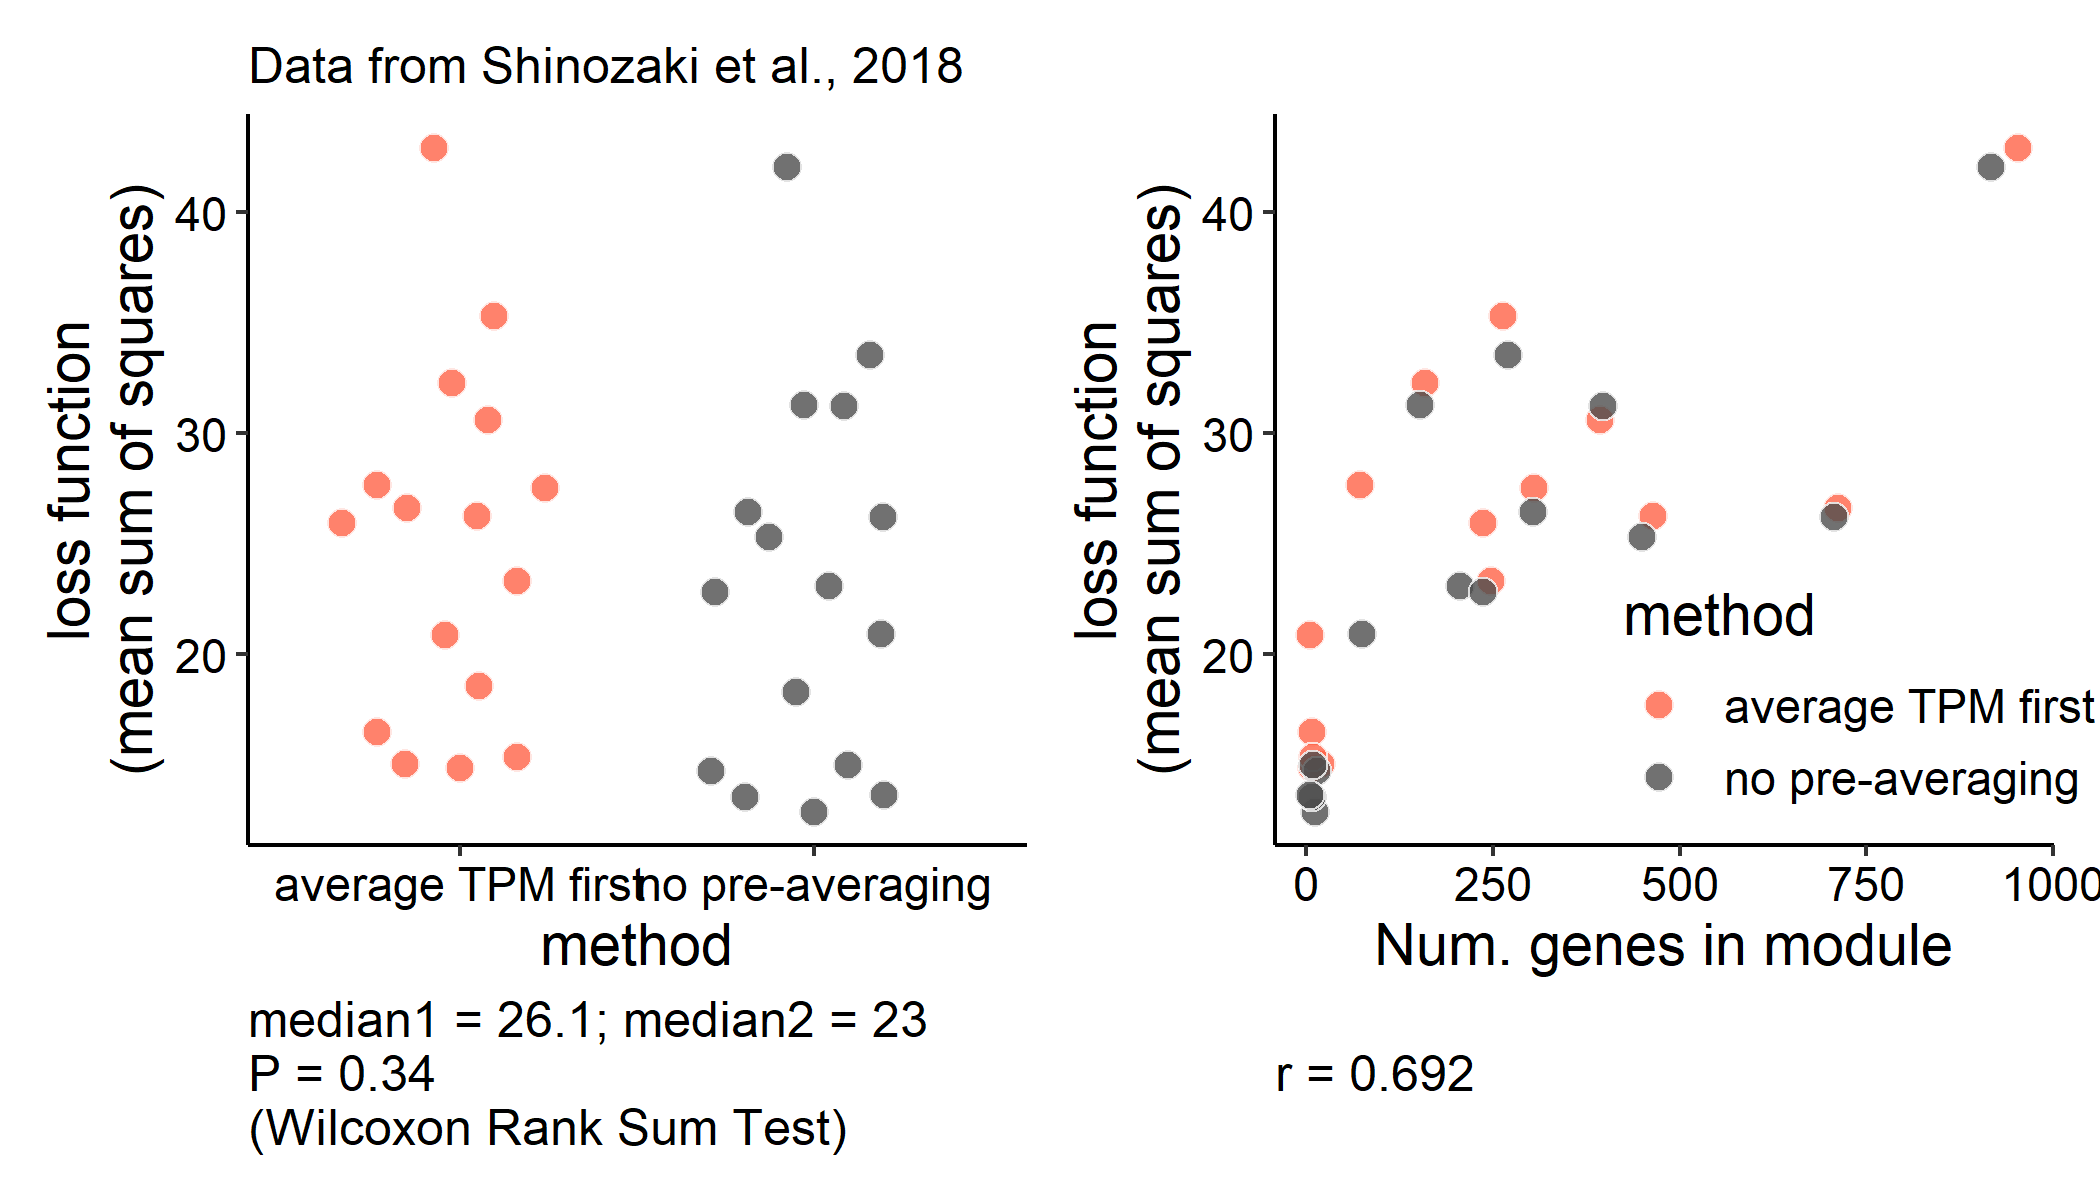 Data from Shinozaki et al., 2018
loss function
(mean sum of squares)
40
30
20
average TPM first
no pre-averaging
method
median1 = 26.1; median2 = 23
P = 0.34
(Wilcoxon Rank Sum Test)
loss function
(mean sum of squares)
40
30
20
method
average TPM first
no pre-averaging
0 250 500 750 1000
Num. genes in module
r = 0.692